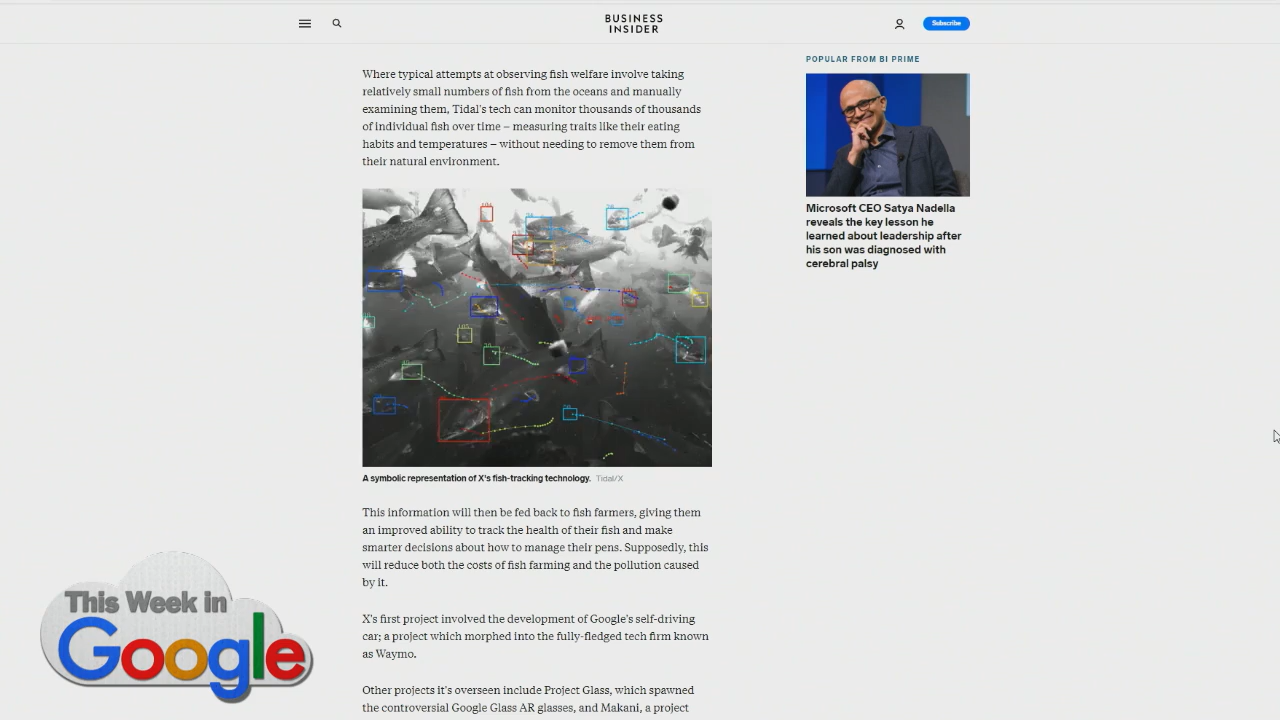 BUSINESS
INSIDER
Subscribe
Where typical attempts at observing fish welfare involve taking
relatively small numbers of fish from the oceans and manually
examining them, Tidal's tech can monitor thousands of thousands
of individual fish over time – measuring traits like their eating
habits and temperatures – without needing to remove them from
their natural environment.
A symbolic representation of X's fish-tracking technology. Tidal/X
This information will then be fed back to fish farmers, giving them
an improved ability to track the health of their fish and make
smarter decisions about how to manage their pens. Supposedly, this
will reduce both the costs of fish farming and the pollution caused
by it.
X's first project involved the development of Google's self-driving
car; a project which morphed into the fully-fledged tech firm known
as Waymo.
Other projects it's overseen include Project Glass, which spawned
the controversial Google Glass AR glasses, and Makani, a project
POPULAR FROM BI PRIME
Microsoft CEO Satya Nadella
reveals the key lesson he
learned about leadership after
his son was diagnosed with
cerebral palsy
This Week in
Google